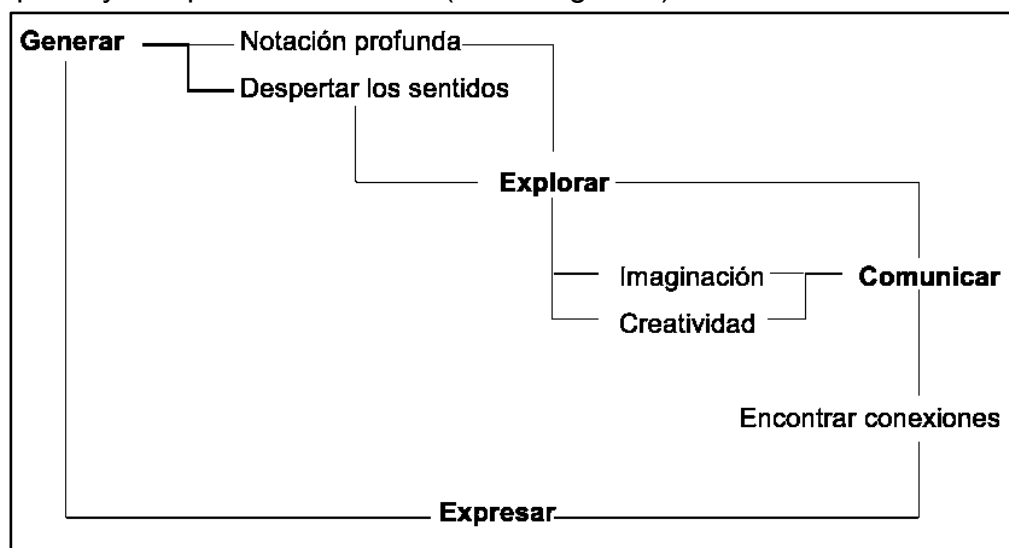 Generar Notación profunda
Despertar los sentidos
Explorar
Imaginación Comunicar
Creatividad
Encontrar conexiones
Expresar